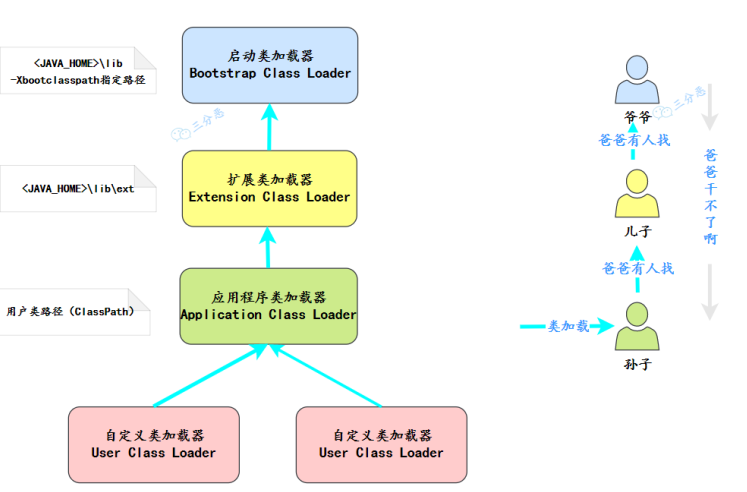 <JAVA_HOME>\lib
-Xbootclasspath指定路径
启动类加载器
Bootstrap Class Loader
三分恶
<JAVA_HOME>\lib\ext
扩展类加载器
Extension Class Loader
用户类路径（ClassPath）
应用程序类加载器
Application Class Loader
自定义类加载器
User Class Loader
自定义类加载器
User Class Loader
三分恶
爷爷
爸爸有人找
儿子
爸爸有人找
类加载
孙子
爸爸干不了啊